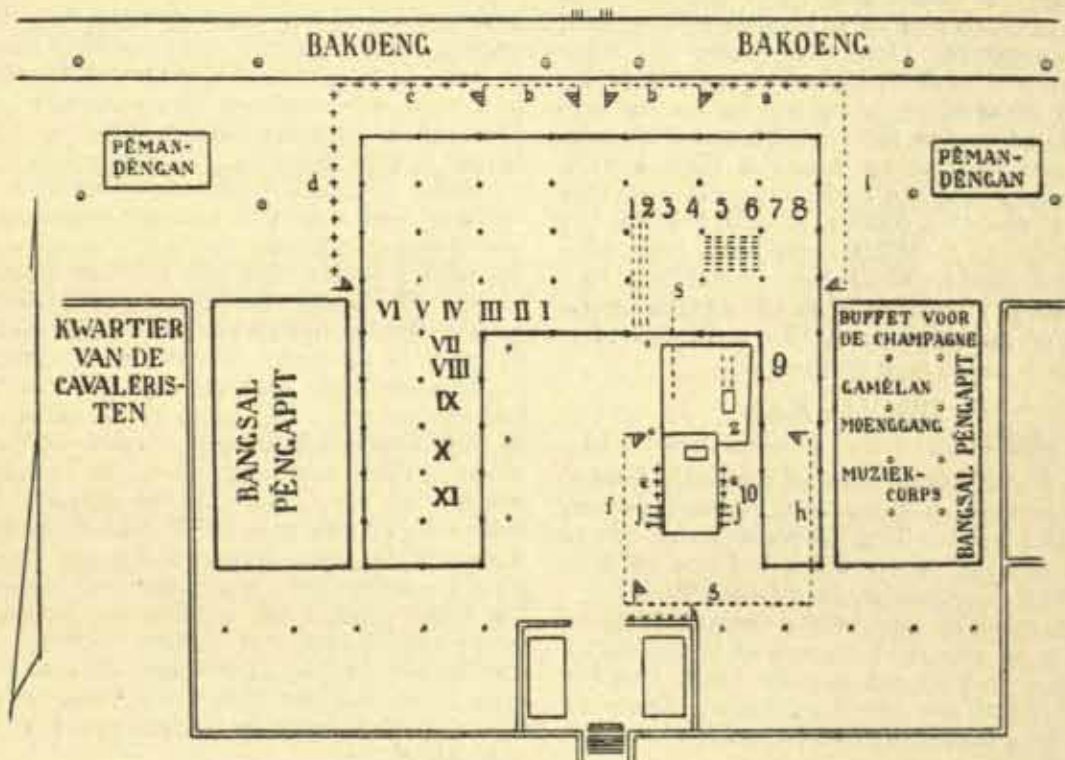 BAKOENG BAKOENG
c b b a
PÊMAN-
DÊNGAN
PÊMAN-
DÊNGAN
d
1 2 3 4 5 6 7 8
s
VI V IV III II I
KWARTIER
VAN DE
CAVALERIS-
TEN
BANGSAL
PÊNGAPIT
VII
VIII
IX
X
XI
9
BUFFET VOOR
DE CHAMPAGNE
GAMÊLAN
MOENGGANG
MUZIEK-
CORPS
BANGSAL PÊNGAPIT
e e
f j j 10 h